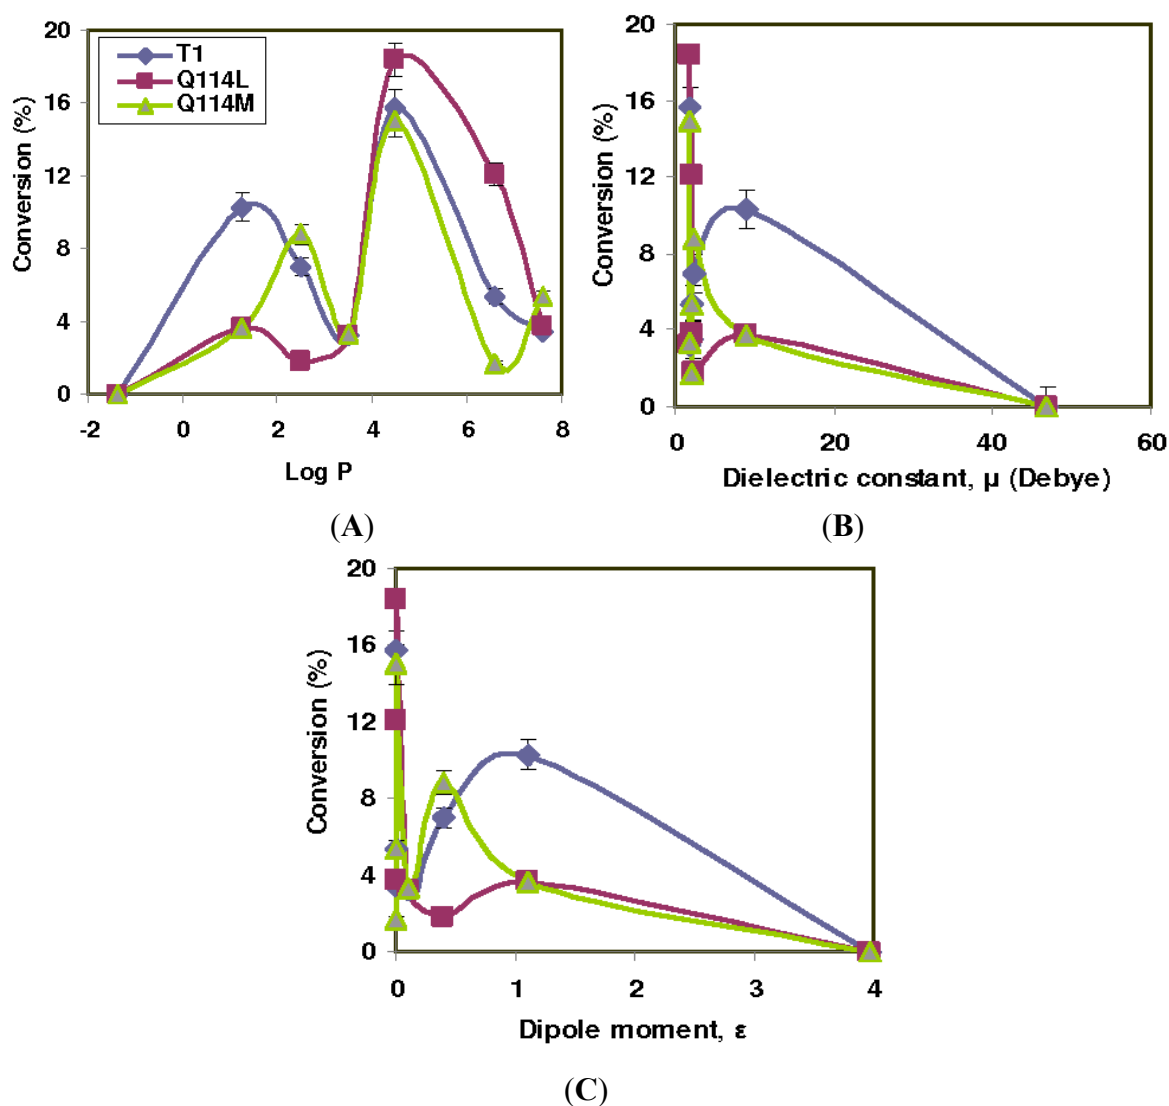 20
16
12
8
4
0
Conversion (%)
T1
Q114L
Q114M
-2 0 2 4 6 8
Log P
(A)
20
16
12
8
4
0
Conversion (%)
0 20 40 60
Dielectric constant, μ (Debye)
(B)
20
16
12
8
4
0
Conversion (%)
0 1 2 3 4
Dipole moment, ε
(C)